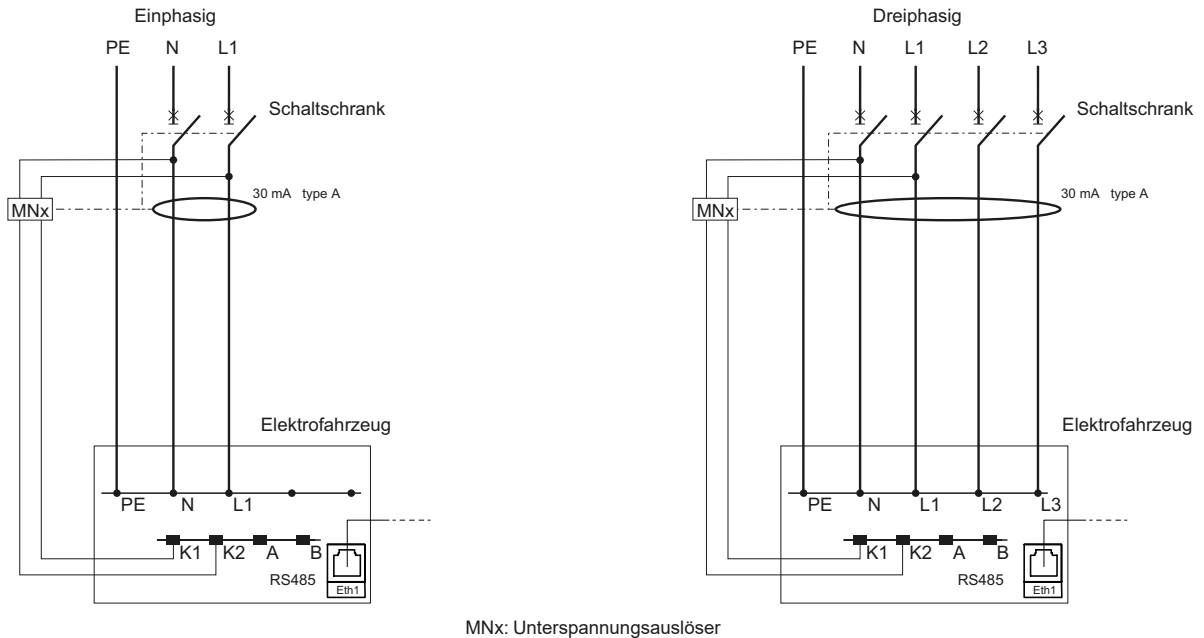 Einphasig
PE N L1
Schaltschrank
30 mA type A
MNx
Elektrofahrzeug
PE N L1
K1 K2 A B
RS485
Eth1
Dreiphasig
PE N L1 L2 L3
Schaltschrank
30 mA type A
MNx
Elektrofahrzeug
PE N L1 L2 L3
K1 K2 A B
RS485
Eth1
MNx: Unterspannungsauslöser